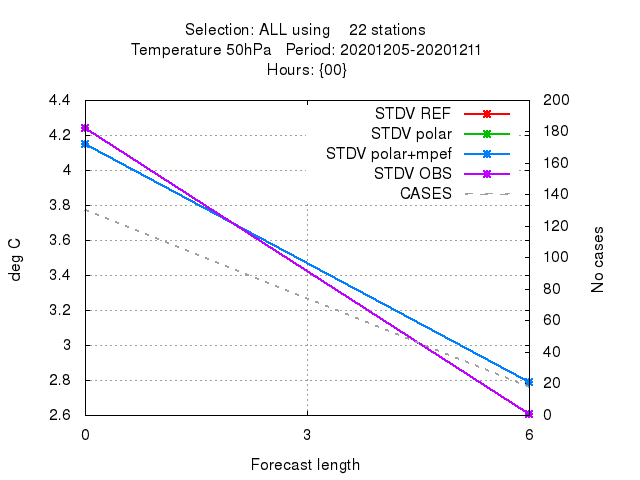 Selection: ALL using    22 stations
Temperature 50hPa   Period: 20201205-20201211
Hours: {00}
4.4
4.2
4
3.8
3.6
3.4
3.2
3
2.8
2.6
200
180
160
140
120
100
80
60
40
20
0
STDV REF
STDV polar
STDV polar+mpef
STDV OBS
CASES
deg C
No cases
0
3
6
Forecast length